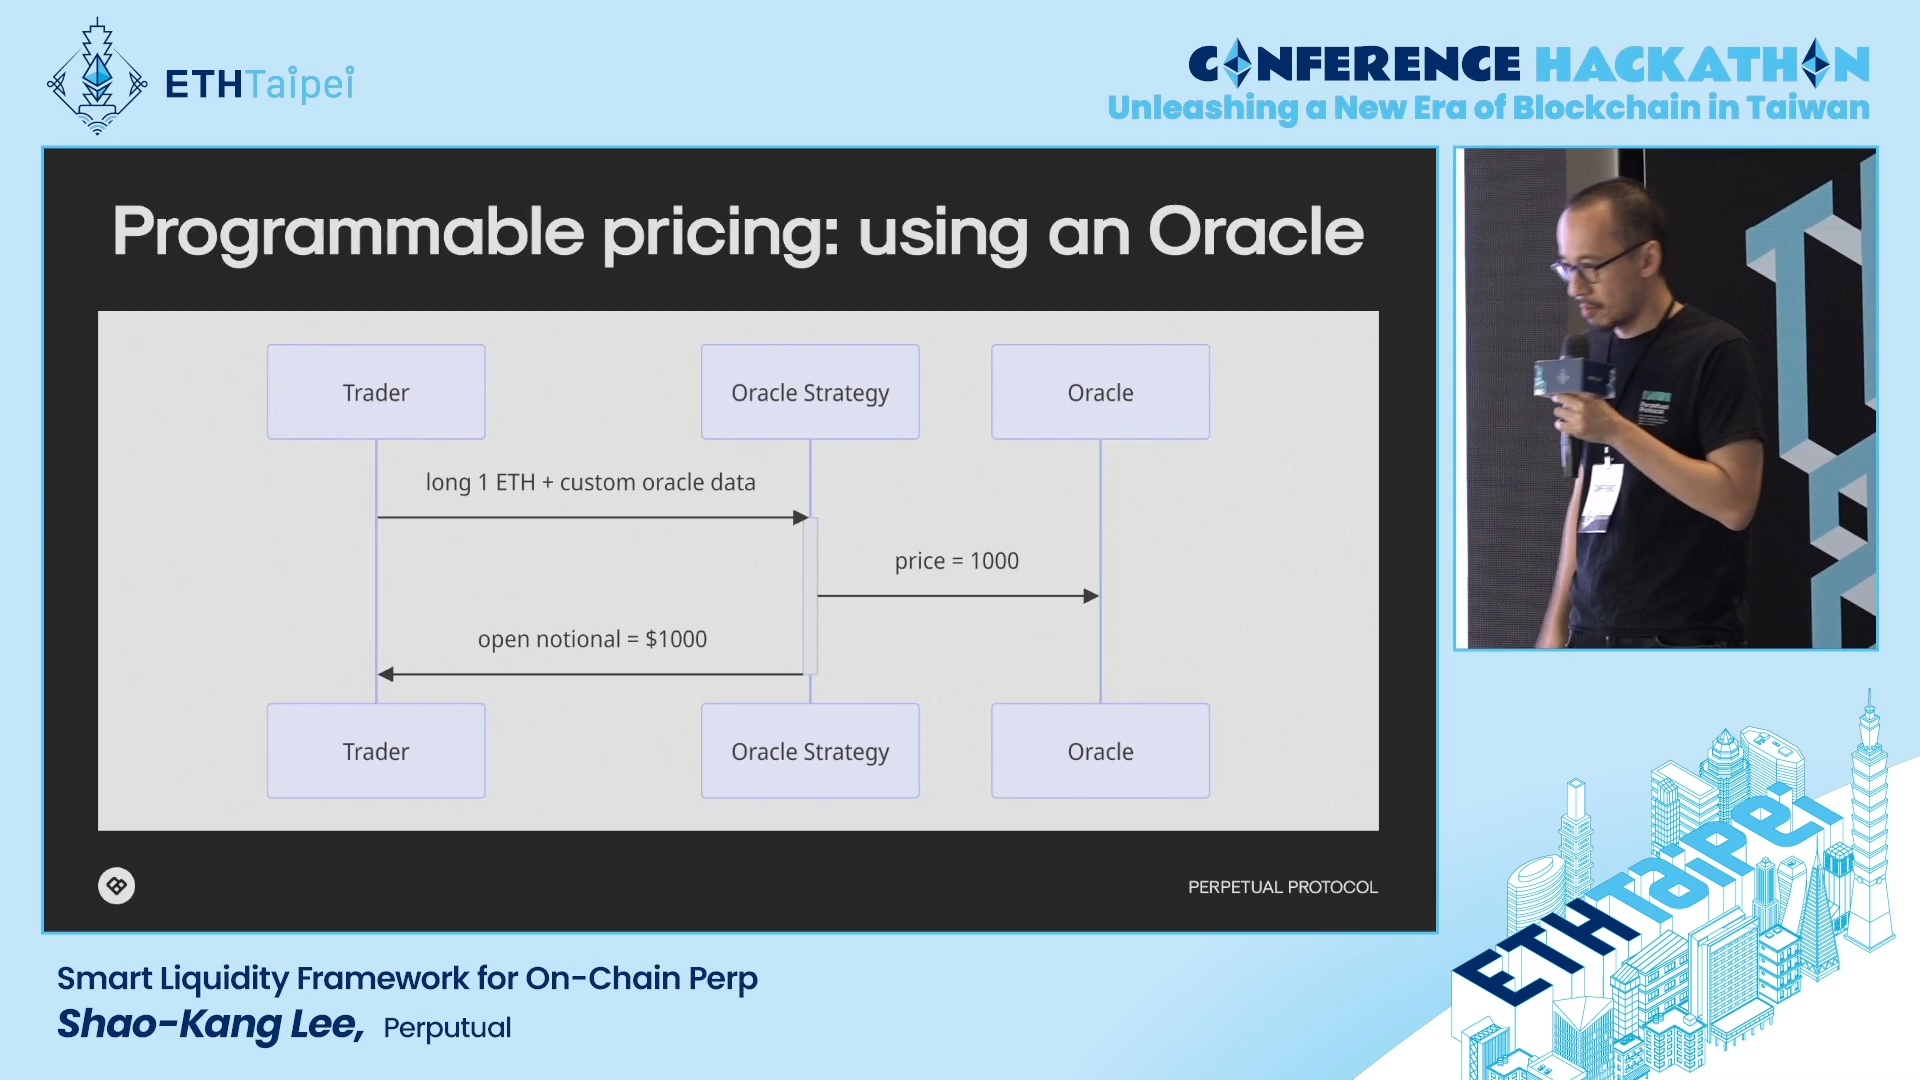 ETHTaipei
CONFERENCE HACKATHON
Unleashing a New Era of Blockchain in Taiwan
Programmable pricing: using an Oracle
Trader
Oracle Strategy
Oracle
long 1 ETH + custom oracle data
price = 1000
open notional = $1000
Trader
Oracle Strategy
Oracle
PERPETUAL PROTOCOL
Perpetual
Protocol
ETHTaipei
Smart Liquidity Framework for On-Chain Perp
Shao-Kang Lee, Perputual